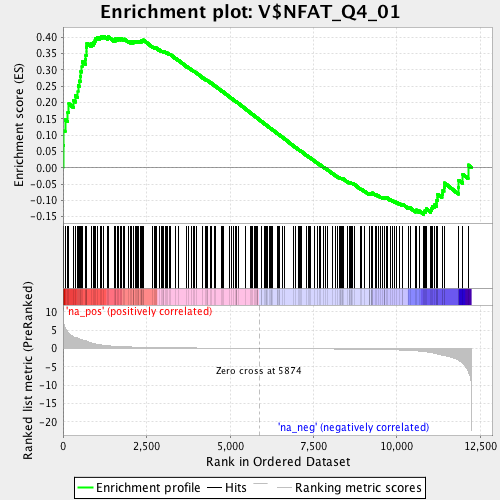 Enrichment plot: V$NFAT_Q4_01
Enrichment score (ES)
0.40
0.35
0.30
0.25
0.20
0.15
0.10
0.05
0.00
-0.05
-0.10
-0.15
Ranked list metric (PreRanked)
10
5
0
-5
-10
-15
-20
'na_pos' (positively correlated)
Zero cross at 5874
'na_neg' (negatively correlated)
0 2,500 5,000 7,500 10,000 12,500
Rank in Ordered Dataset
Enrichment profile Hits Ranking metric scores